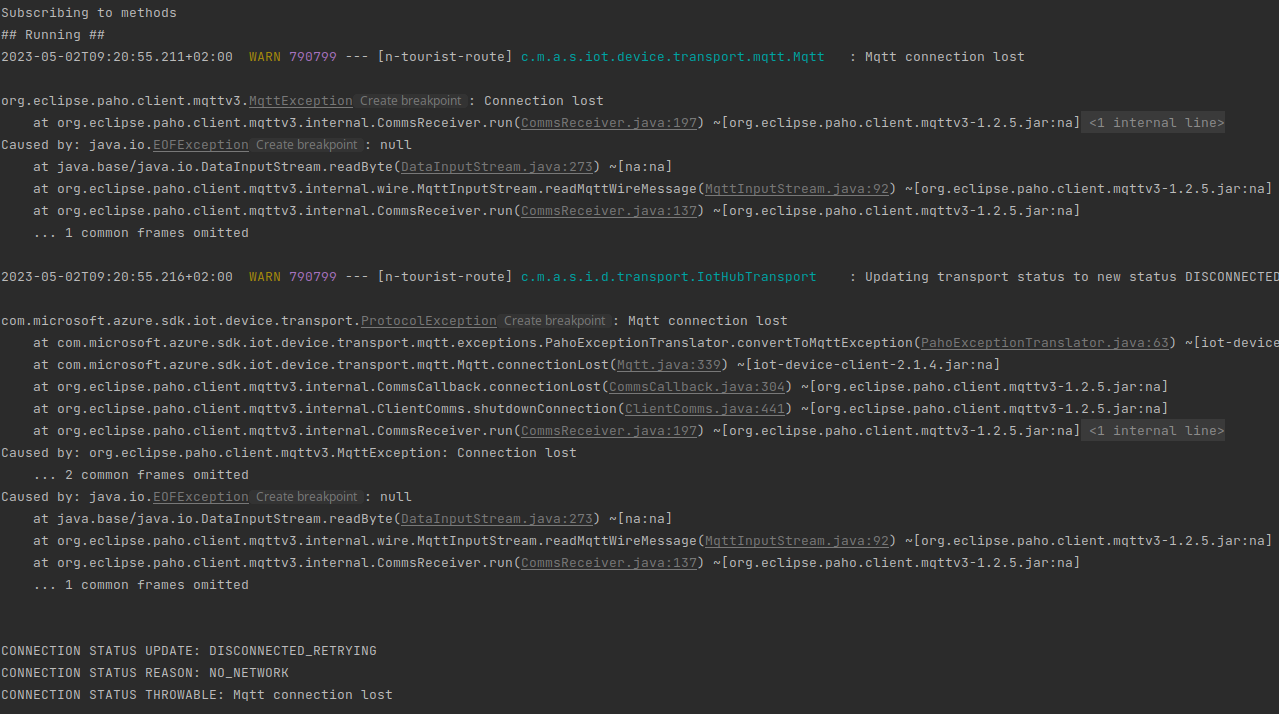 Subscribing to methods
## Running ##
2023-05-02T09:20:55.211+02:00  WARN 790799 --- [n-tourist-route] c.m.a.s.iot.device.transport.mqtt.Mqtt   : Mqtt connection lost
org.eclipse.paho.client.mqttv3.MqttException Create breakpoint : Connection lost
    at org.eclipse.paho.client.mqttv3.internal.CommsReceiver.run(CommsReceiver.java:197) ~[org.eclipse.paho.client.mqttv3-1.2.5.jar:na] <1 internal line>
Caused by: java.io.EOFException Create breakpoint : null
    at java.base/java.io.DataInputStream.readByte(DataInputStream.java:273) ~[na:na]
    at org.eclipse.paho.client.mqttv3.internal.wire.MqttInputStream.readMqttWireMessage(MqttInputStream.java:92) ~[org.eclipse.paho.client.mqttv3-1.2.5.jar:na]
    at org.eclipse.paho.client.mqttv3.internal.CommsReceiver.run(CommsReceiver.java:137) ~[org.eclipse.paho.client.mqttv3-1.2.5.jar:na]
    ... 1 common frames omitted
2023-05-02T09:20:55.216+02:00  WARN 790799 --- [n-tourist-route] c.m.a.s.i.d.transport.IotHubTransport    : Updating transport status to new status DISCONNECTED
com.microsoft.azure.sdk.iot.device.transport.ProtocolException Create breakpoint : Mqtt connection lost
    at com.microsoft.azure.sdk.iot.device.transport.mqtt.exceptions.PahoExceptionTranslator.convertToMqttException(PahoExceptionTranslator.java:63) ~[iot-device
    at com.microsoft.azure.sdk.iot.device.transport.mqtt.Mqtt.connectionLost(Mqtt.java:339) ~[iot-device-client-2.1.4.jar:na]
    at org.eclipse.paho.client.mqttv3.internal.CommsCallback.connectionLost(CommsCallback.java:304) ~[org.eclipse.paho.client.mqttv3-1.2.5.jar:na]
    at org.eclipse.paho.client.mqttv3.internal.ClientComms.shutdownConnection(ClientComms.java:441) ~[org.eclipse.paho.client.mqttv3-1.2.5.jar:na]
    at org.eclipse.paho.client.mqttv3.internal.CommsReceiver.run(CommsReceiver.java:197) ~[org.eclipse.paho.client.mqttv3-1.2.5.jar:na] <1 internal line>
Caused by: org.eclipse.paho.client.mqttv3.MqttException: Connection lost
    ... 2 common frames omitted
Caused by: java.io.EOFException Create breakpoint : null
    at java.base/java.io.DataInputStream.readByte(DataInputStream.java:273) ~[na:na]
    at org.eclipse.paho.client.mqttv3.internal.wire.MqttInputStream.readMqttWireMessage(MqttInputStream.java:92) ~[org.eclipse.paho.client.mqttv3-1.2.5.jar:na]
    at org.eclipse.paho.client.mqttv3.internal.CommsReceiver.run(CommsReceiver.java:137) ~[org.eclipse.paho.client.mqttv3-1.2.5.jar:na]
    ... 1 common frames omitted
CONNECTION STATUS UPDATE: DISCONNECTED_RETRYING
CONNECTION STATUS REASON: NO_NETWORK
CONNECTION STATUS THROWABLE: Mqtt connection lost